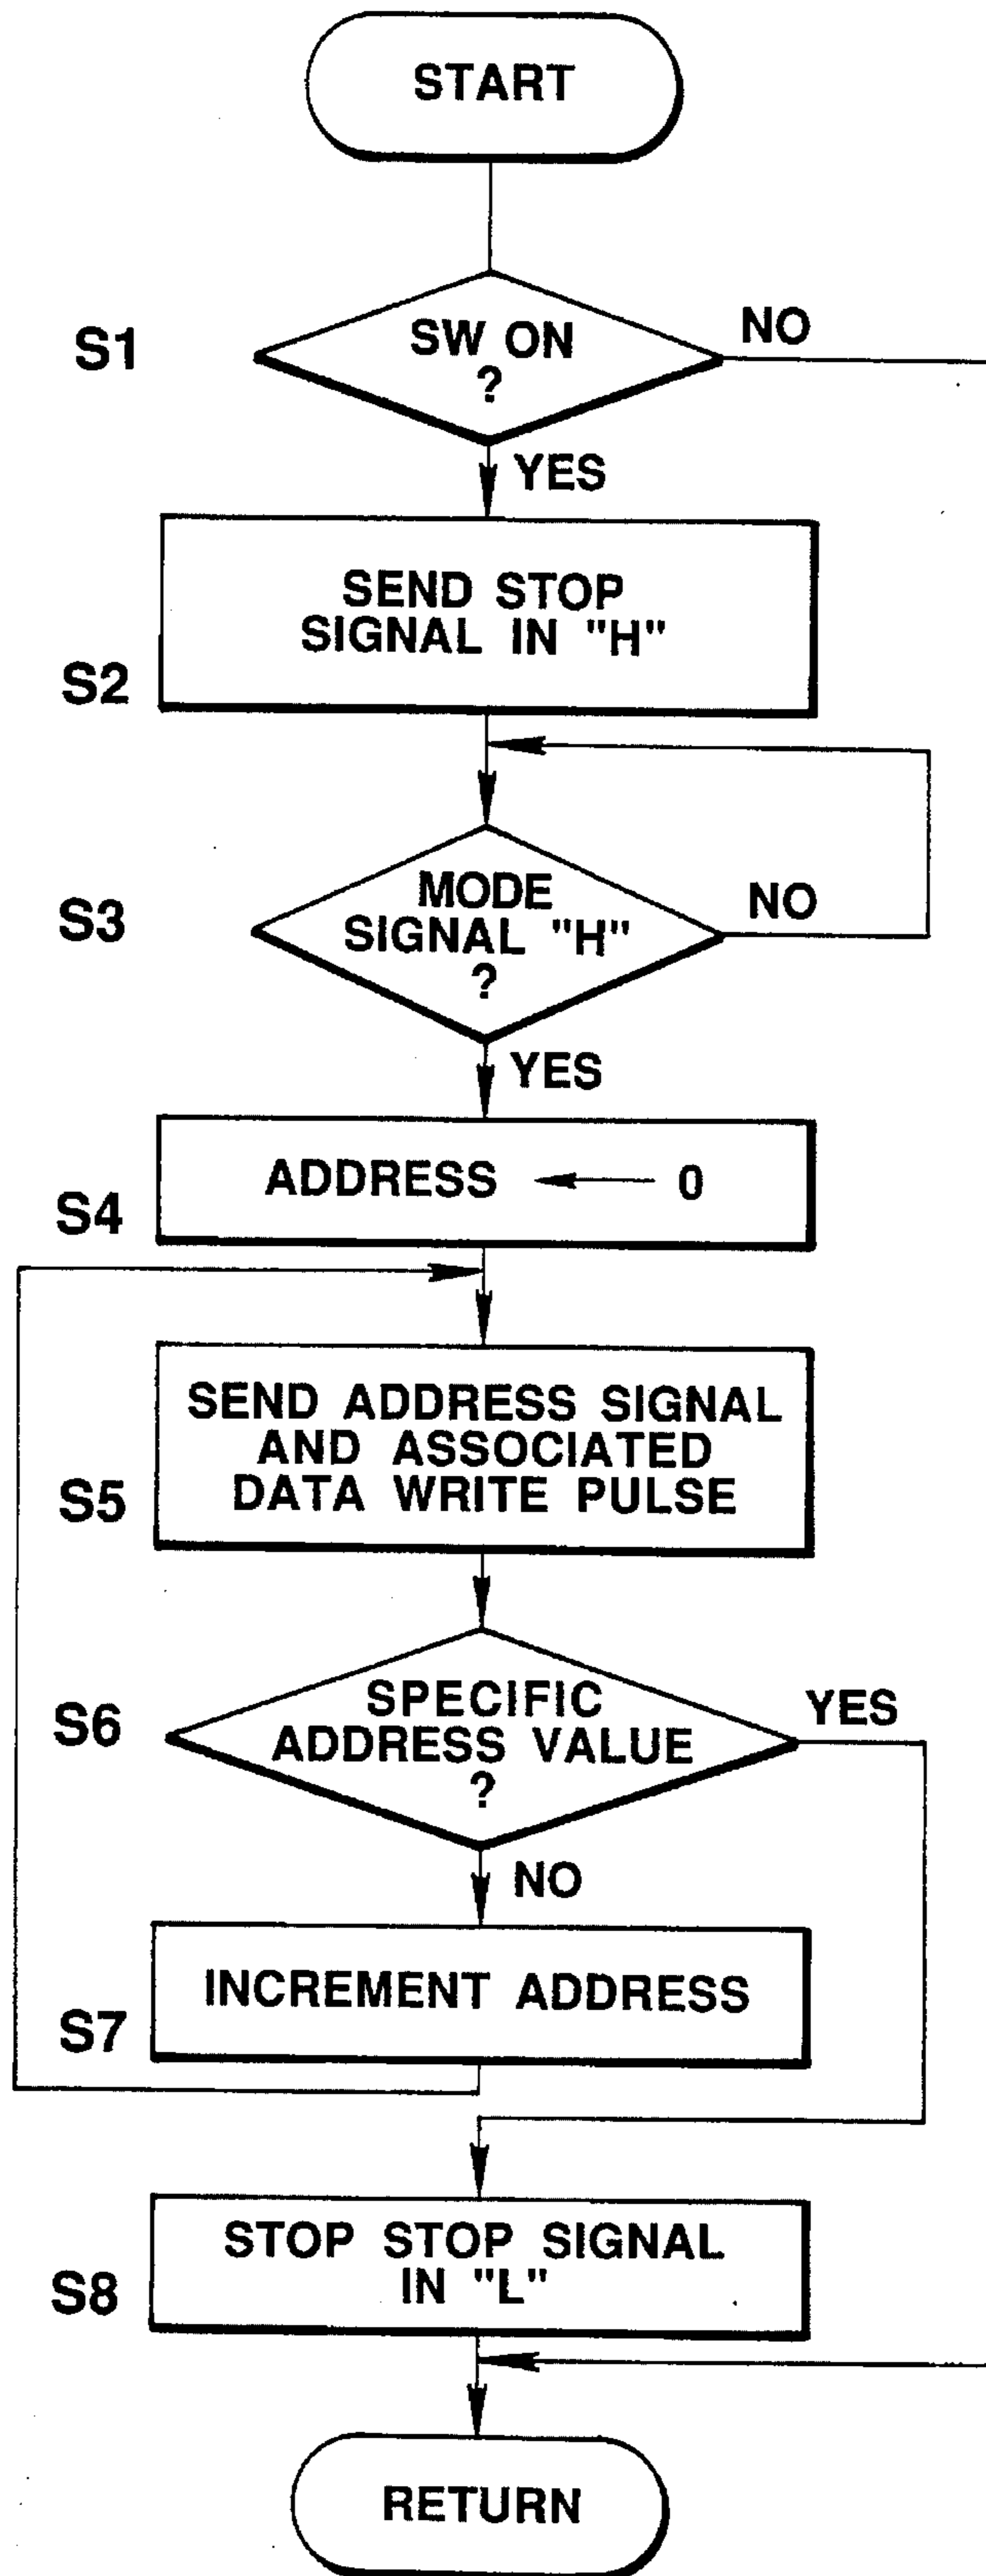 START
S1
SW ON
?
NO
YES
S2
SEND STOP
SIGNAL IN "H"
S3
MODE
SIGNAL "H"
?
NO
YES
S4
ADDRESS ← 0
S5
SEND ADDRESS SIGNAL
AND ASSOCIATED
DATA WRITE PULSE
S6
SPECIFIC
ADDRESS VALUE
?
YES
NO
S7
INCREMENT ADDRESS
S8
STOP STOP SIGNAL
IN "L"
RETURN